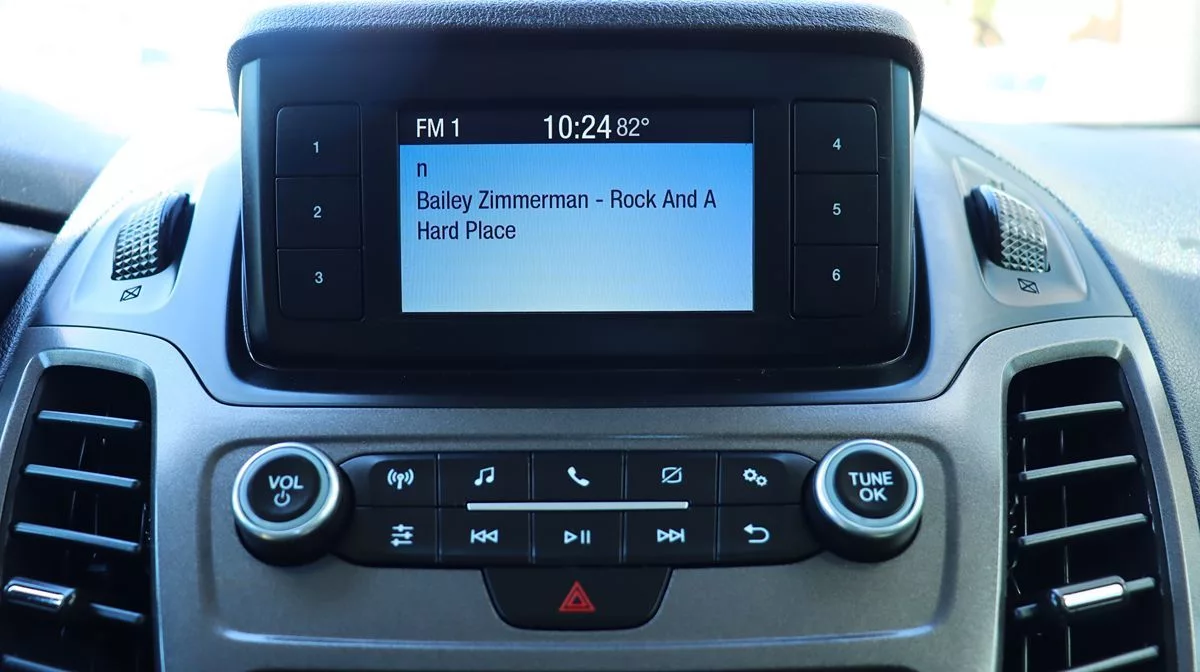 FM 1 10:24 82°
n
Bailey Zimmerman - Rock And A
Hard Place
1
2
3
4
5
6
VOL
TUNE
OK